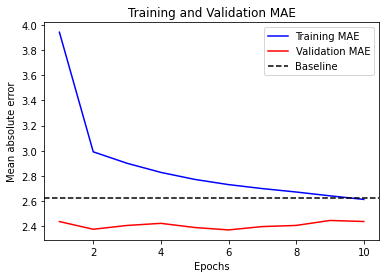 Training and Validation MAE
Mean absolute error
4.0
3.8
3.6
3.4
3.2
3.0
2.8
2.6
2.4
Training MAE
Validation MAE
Baseline
2
4
6
8
10
Epochs